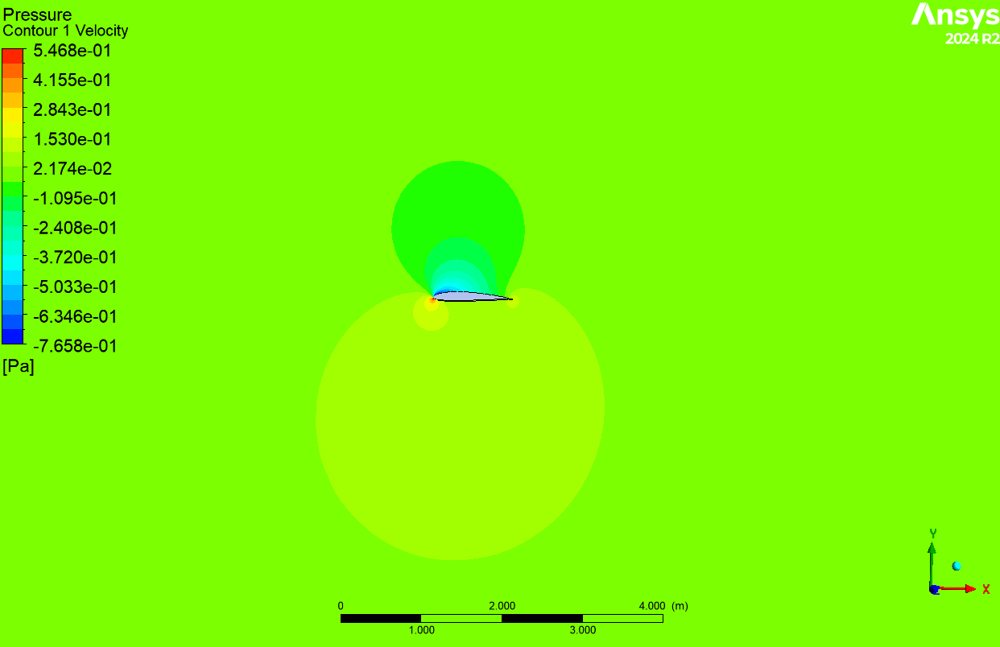 Pressure
Contour 1 Velocity
5.468e-01
4.155e-01
2.843e-01
1.530e-01
2.174e-02
-1.095e-01
-2.408e-01
-3.720e-01
-5.033e-01
-6.346e-01
-7.658e-01
[Pa]
Ansys
2024 R2
0 2.000 4.000 (m)
1.000 3.000
Y
X